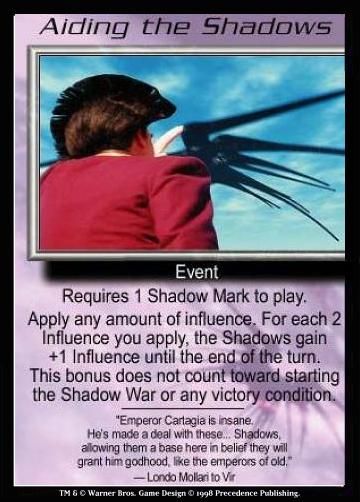 Aiding the Shadows
Event
Requires 1 Shadow Mark to play.
Apply any amount of influence. For each 2
Influence you apply, the Shadows gain
+1 Influence until the end of the turn.
This bonus does not count toward starting
the Shadow War or any victory condition.
"Emperor Cartagia is insane.
He's made a deal with these... Shadows,
allowing them a base here in belief they will
grant him godhood, like the emperors of old."
— Londo Mollari to Vir
TM & © Warner Bros. Game Design © 1998 Precedence Publishing.